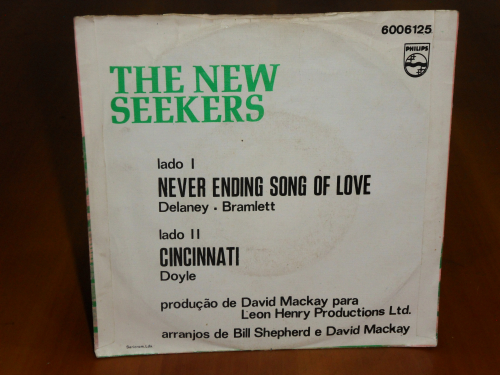 6006125
PHILIPS
THE NEW
SEEKERS
lado I
NEVER ENDING SONG OF LOVE
Delaney . Bramlett
lado II
CINCINNATI
Doyle
produção de David Mackay para
Leon Henry Productions Ltd.
arranjos de Bill Shepherd e David Mackay